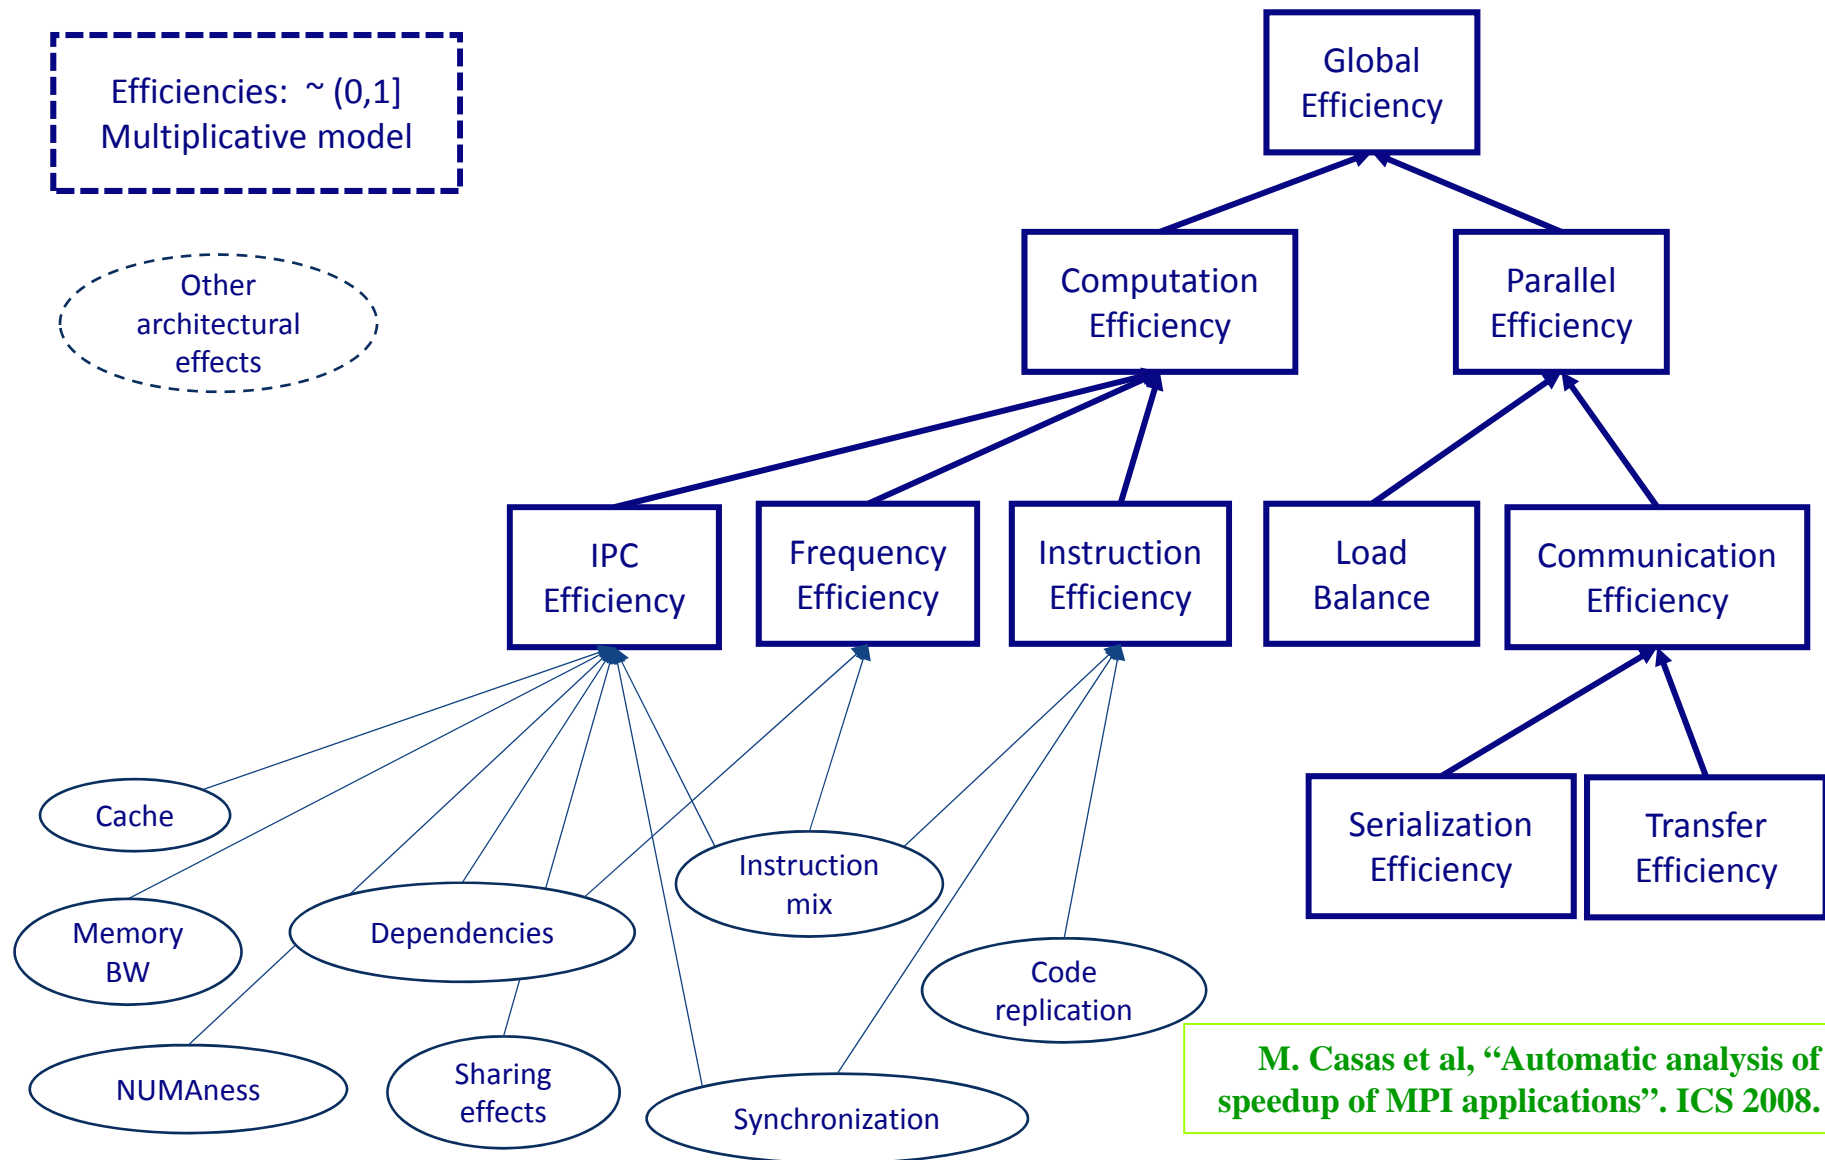 Efficiencies: ~ (0,1]
Multiplicative model
Other
architectural
effects
Global
Efficiency
Computation
Efficiency
Parallel
Efficiency
IPC
Efficiency
Frequency
Efficiency
Instruction
Efficiency
Load
Balance
Communication
Efficiency
Serialization
Efficiency
Transfer
Efficiency
Cache
Memory
BW
NUMAness
Dependencies
Sharing
effects
Instruction
mix
Synchronization
Code
replication
M. Casas et al, “Automatic analysis of
speedup of MPI applications”. ICS 2008.